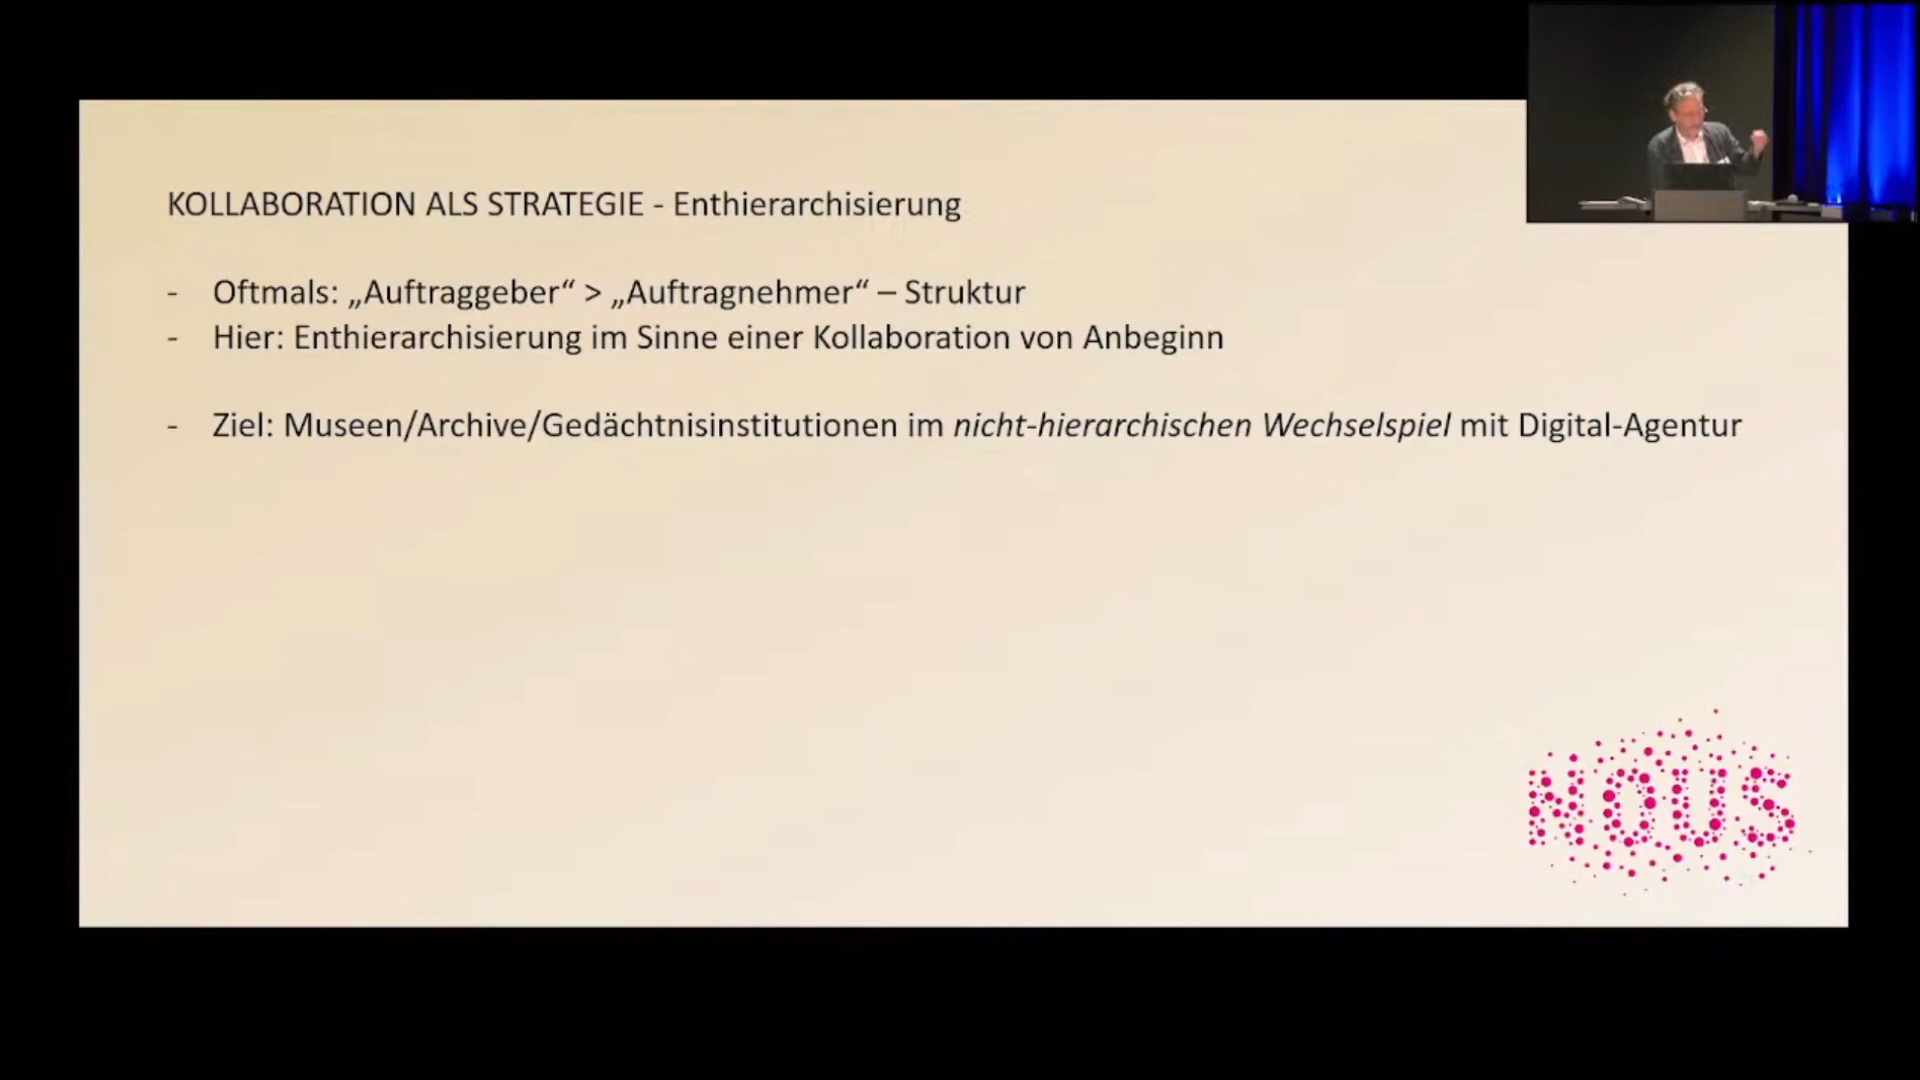 KOLLABORATION ALS STRATEGIE - Enthierarchisierung
- Oftmals: „Auftraggeber“ > „Auftragnehmer“ – Struktur
- Hier: Enthierarchisierung im Sinne einer Kollaboration von Anbeginn
- Ziel: Museen/Archive/Gedächtnisinstitutionen im nicht-hierarchischen Wechselspiel mit Digital-Agentur
NOUS